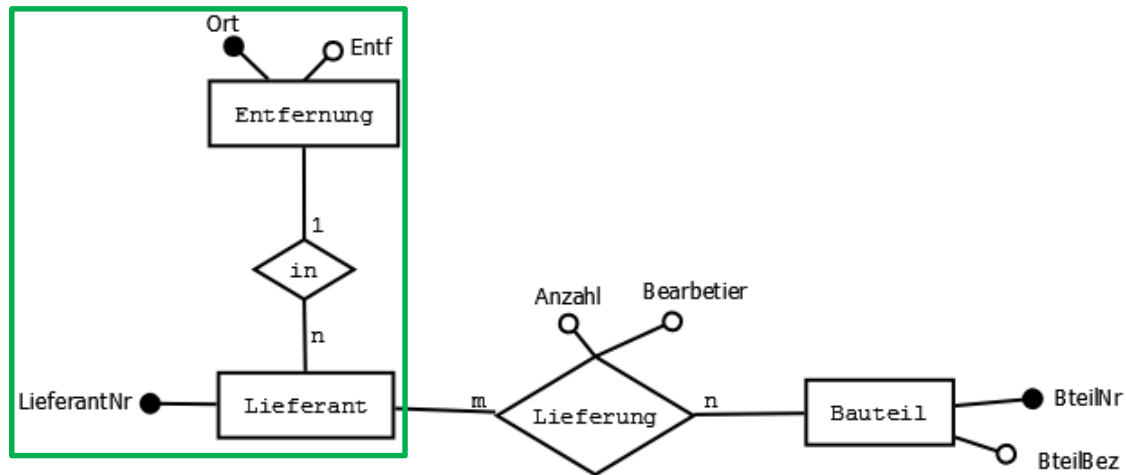 Ort
Entf
Entfernung
1
in
n
Anzahl
Bearbetier
LieferantNr
Lieferant
m
Lieferung
n
Bauteil
BteilNr
BteilBez